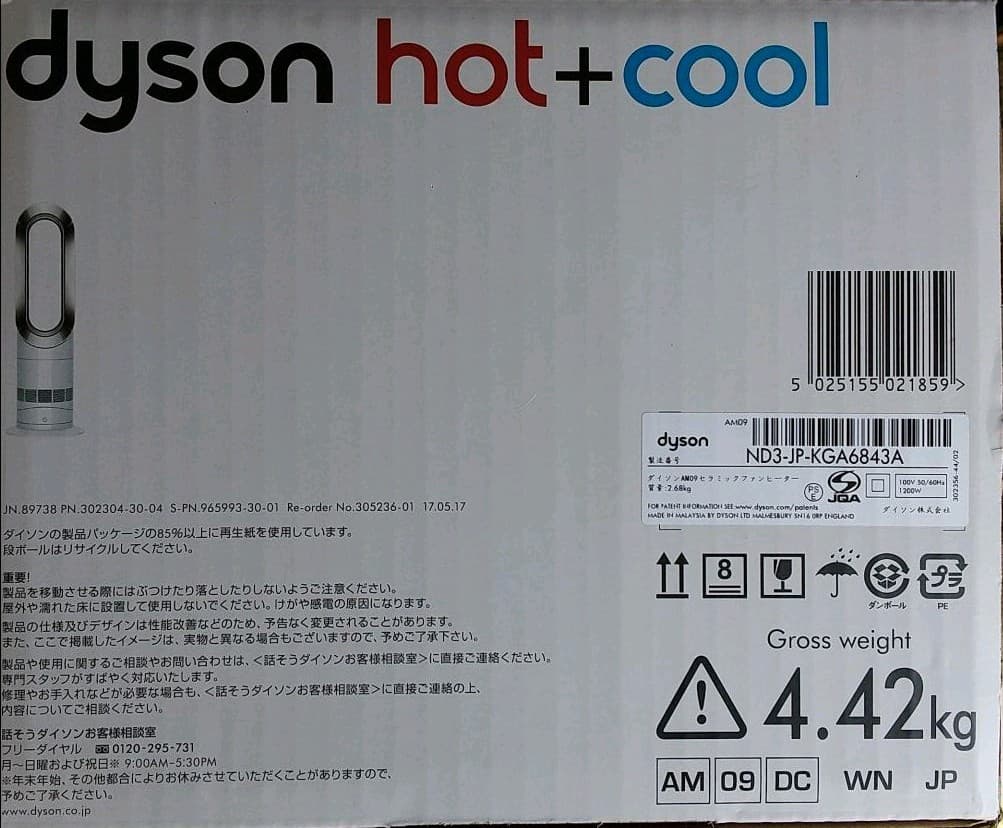 dyson hot+cool
5 025155 021859 >
AM09
dyson
製造番号
ND3-JP-KGA6843A
ダイソンAM09セラミックファンヒーター
質量:2.68kg
PS
E
JQA
100V 50/60Hz
1200W
302356-44/02
FOR PATENT INFORMATION SEE: www.dyson.com/patents
ダイソン株式会社
MADE IN MALAYSIA BY DYSON LTD MALMESBURY SN16 0RP ENGLAND
JN.89738 PN.302304-30-04 S-PN.965993-30-01 Re-order No.305236-01 17.05.17
ダイソンの製品パッケージの85%以上に再生紙を使用しています。
段ボールはリサイクルしてください。
重要!
製品を移動させる際にはぶつけたり落としたりしないようご注意ください。
屋外や濡れた床に設置して使用しないでください。けがや感電の原因になります。
製品の仕様及びデザインは性能改善などのため、予告なく変更されることがあります。
また、ここで掲載したイメージは、実物と異なる場合もございますので、予めご了承下さい。
製品や使用に関するご相談やお問い合わせは、<話そうダイソンお客様相談室>に直接ご連絡ください。
専門スタッフがすばやく対応いたします。
修理やお手入れなどが必要な場合も、<話そうダイソンお客様相談室>に直接ご連絡の上、
内容についてご相談ください。
話そうダイソンお客様相談室
フリーダイヤル 0120-295-731
月～日曜および祝日※ 9:00AM-5:30PM
※年末年始、その他都合によりお休みさせていただくことがありますので、
予めご了承ください。
www.dyson.co.jp
8
ダンボール
プラ
PE
Gross weight
4.42kg
AM 09 DC WN JP